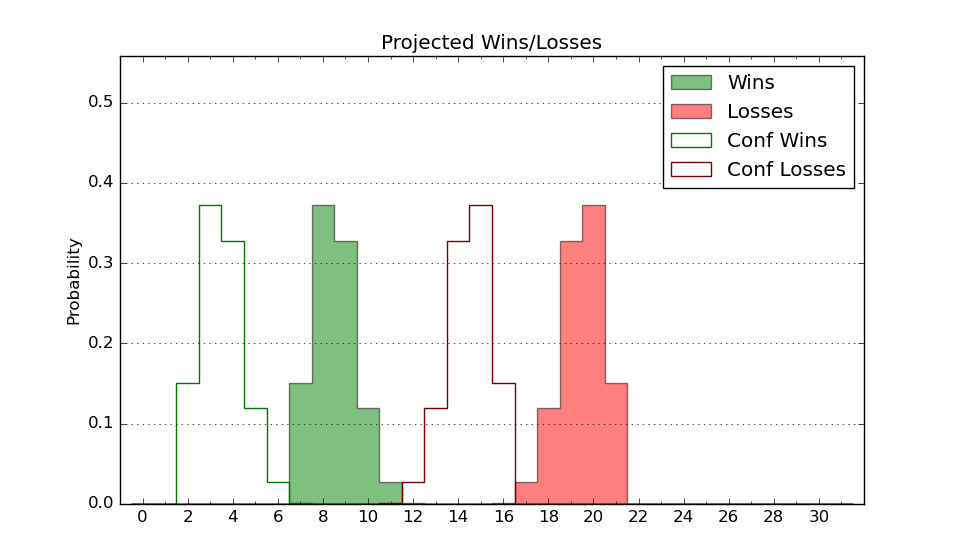 Projected Wins/Losses
Wins
Losses
Conf Wins
Conf Losses
Probability
0.5
0.4
0.3
0.2
0.1
0.0
0 2 4 6 8 10 12 14 16 18 20 22 24 26 28 30